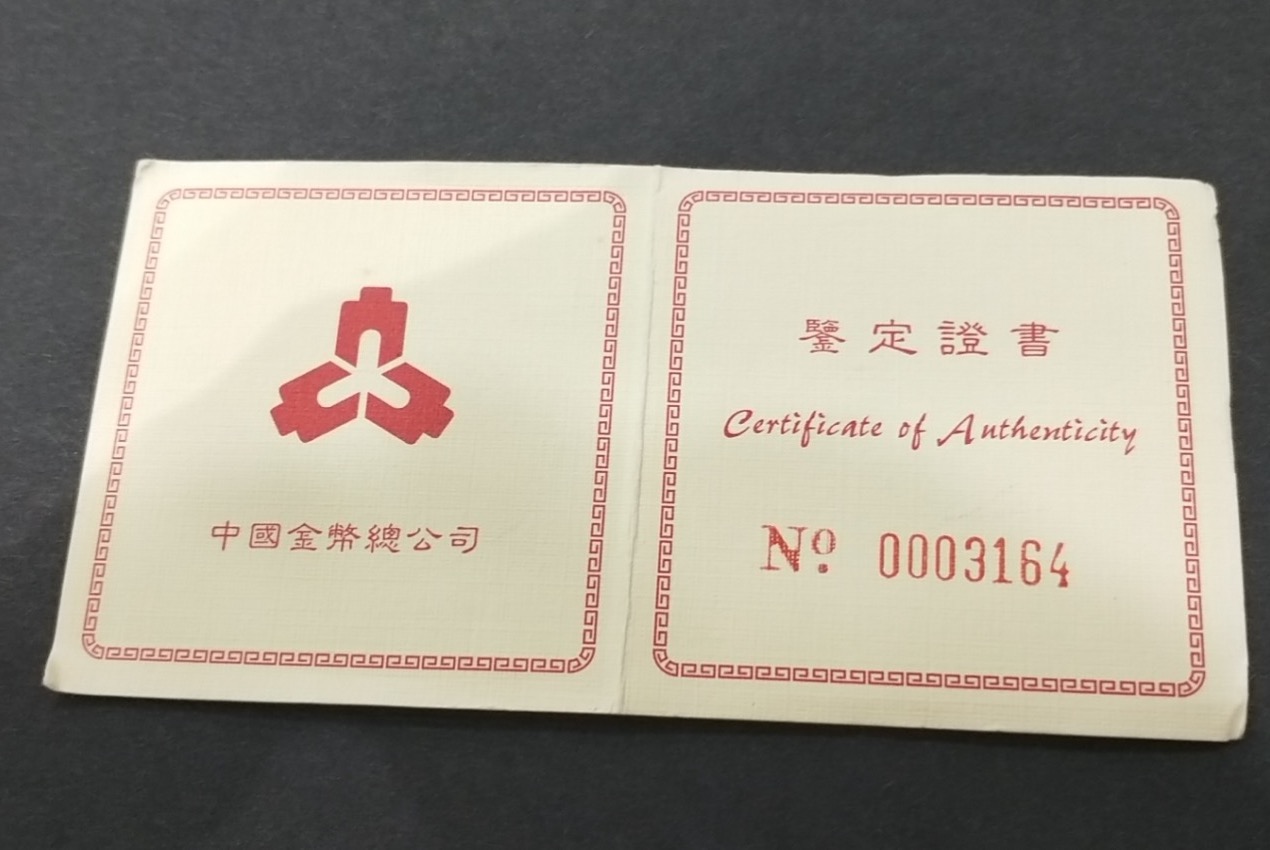 中國金幣總公司
鑒定證書
Certificate of Authenticity
Nº 0003164